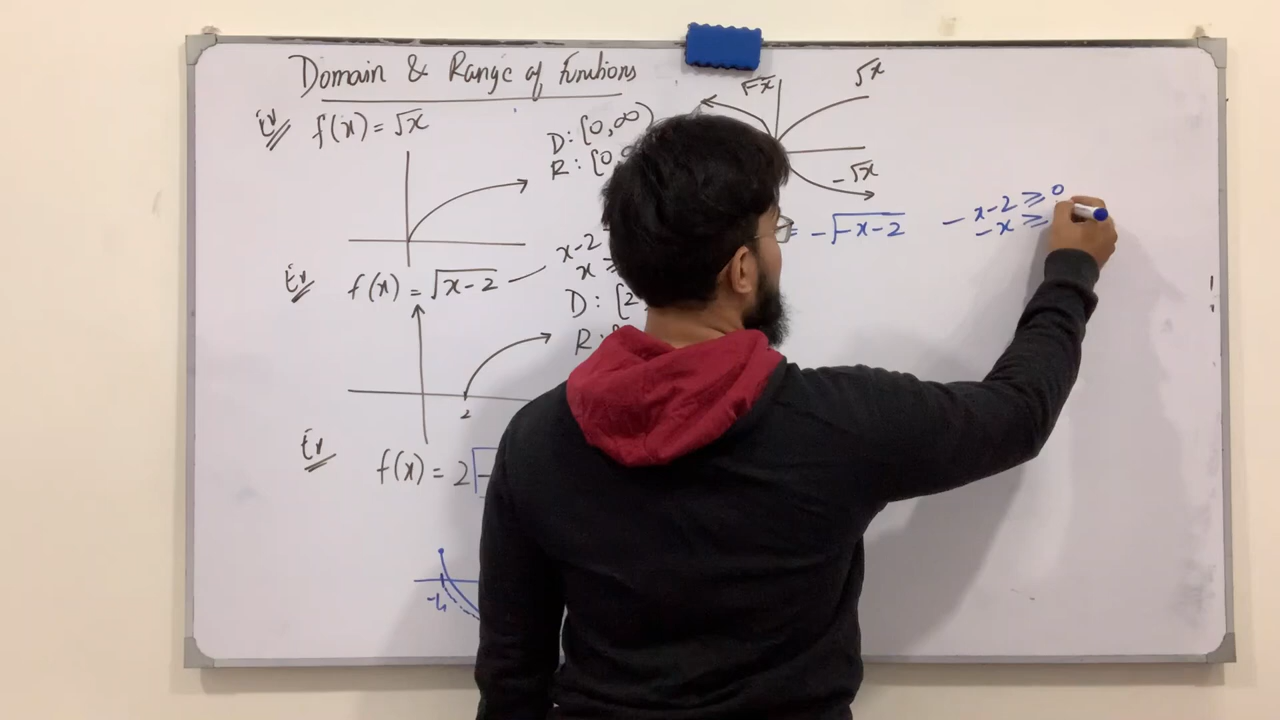 Domain & Range of Functions
Ex f(x) = √x
D: [0,∞)
R: [0,
Ex f(x) = √x-2
x-2
x
D: [2
R:
2
Ex
f(x) = 2√-
√-x
√x
-√x
= -√-x-2
-x-2 ≥ 0
-x ≥